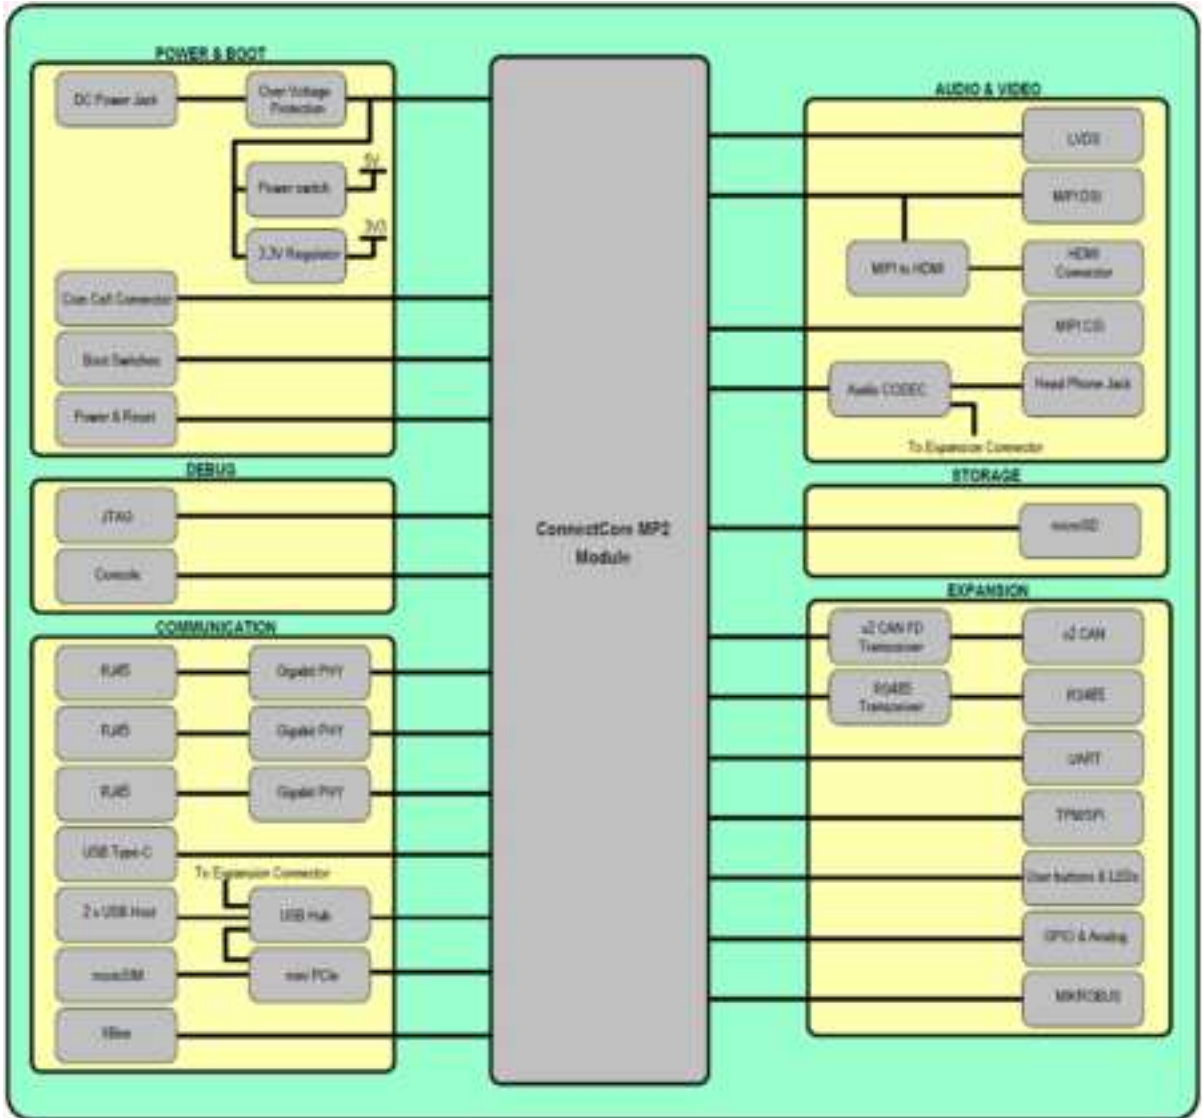 POWER & BOOT
DC Power Jack
Over Voltage
Protection
5V
Power switch
3V3
3.3V Regulator
Coin Cell Connector
Boot Switches
Power & Reset
DEBUG
JTAG
Console
COMMUNICATION
RJ45
Gigabit PHY
RJ45
Gigabit PHY
RJ45
Gigabit PHY
USB Type-C
To Expansion Connector
2 x USB Host
USB Hub
microSIM
mini PCIe
XBee
ConnectCore MP2
Module
AUDIO & VIDEO
LVDS
MIPI DSI
MIPI to HDMI
HDMI
Connector
MIPI CSI
Audio CODEC
Head Phone Jack
To Expansion Connector
STORAGE
microSD
EXPANSION
x2 CAN FD
Transceiver
x2 CAN
RS485
Transceiver
RS485
UART
TPM/SPI
User buttons & LEDs
GPIO & Analog
MIKROBUS